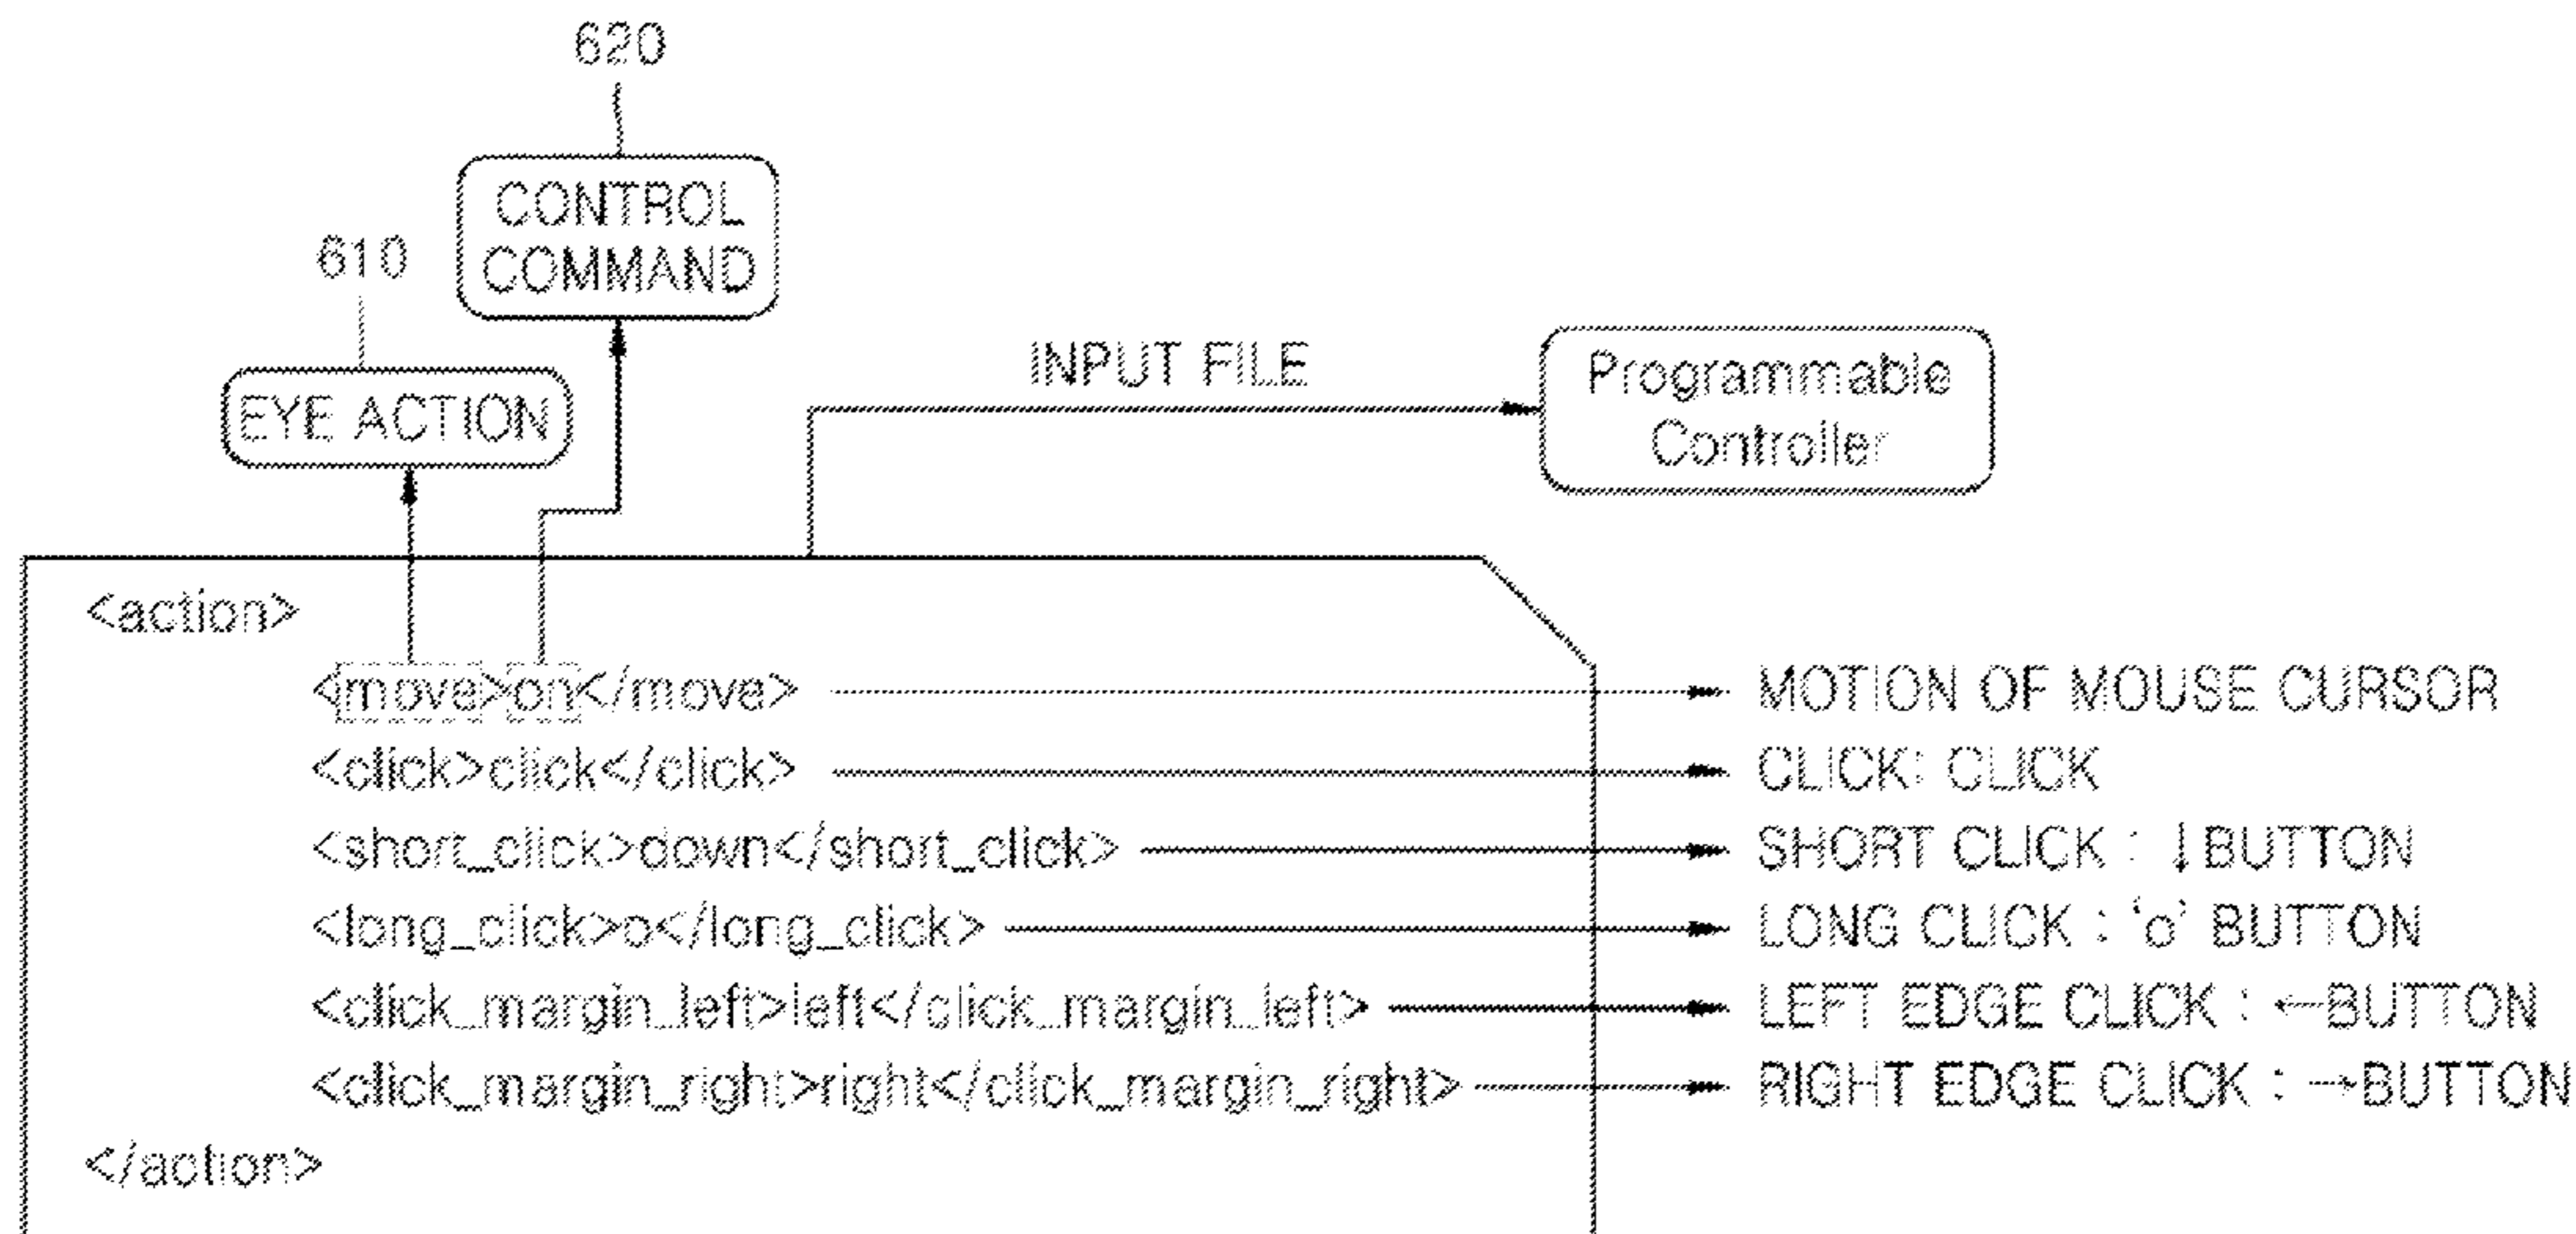 620
CONTROL
COMMAND
610
EYE ACTION
INPUT FILE
Programmable
Controller
<action>
<move>on</move>
MOTION OF MOUSE CURSOR
<click>click</click>
CLICK: CLICK
<short_click>down</short_click>
SHORT CLICK : ↓BUTTON
<long_click>o</long_click>
LONG CLICK : ‘o’ BUTTON
<click_margin_left>left</click_margin_left>
LEFT EDGE CLICK : ←BUTTON
<click_margin_right>right</click_margin_right>
RIGHT EDGE CLICK : →BUTTON
</action>